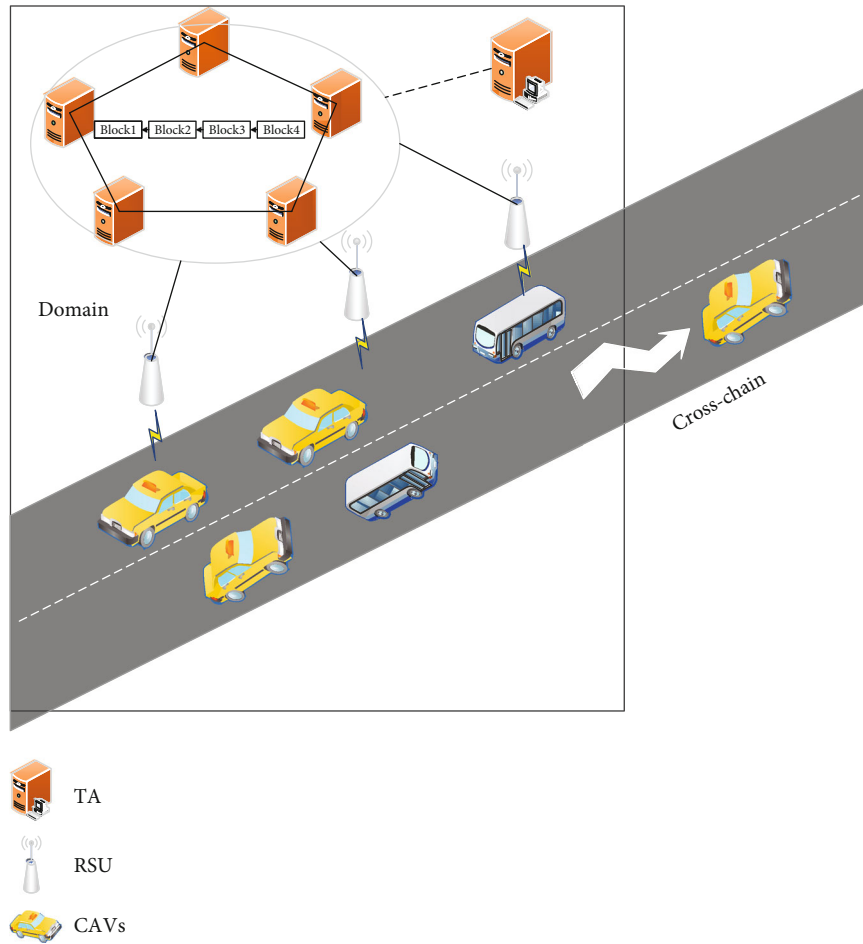 Block1
Block2
Block3
Block4
Domain
Cross-chain
TA
RSU
CAVs